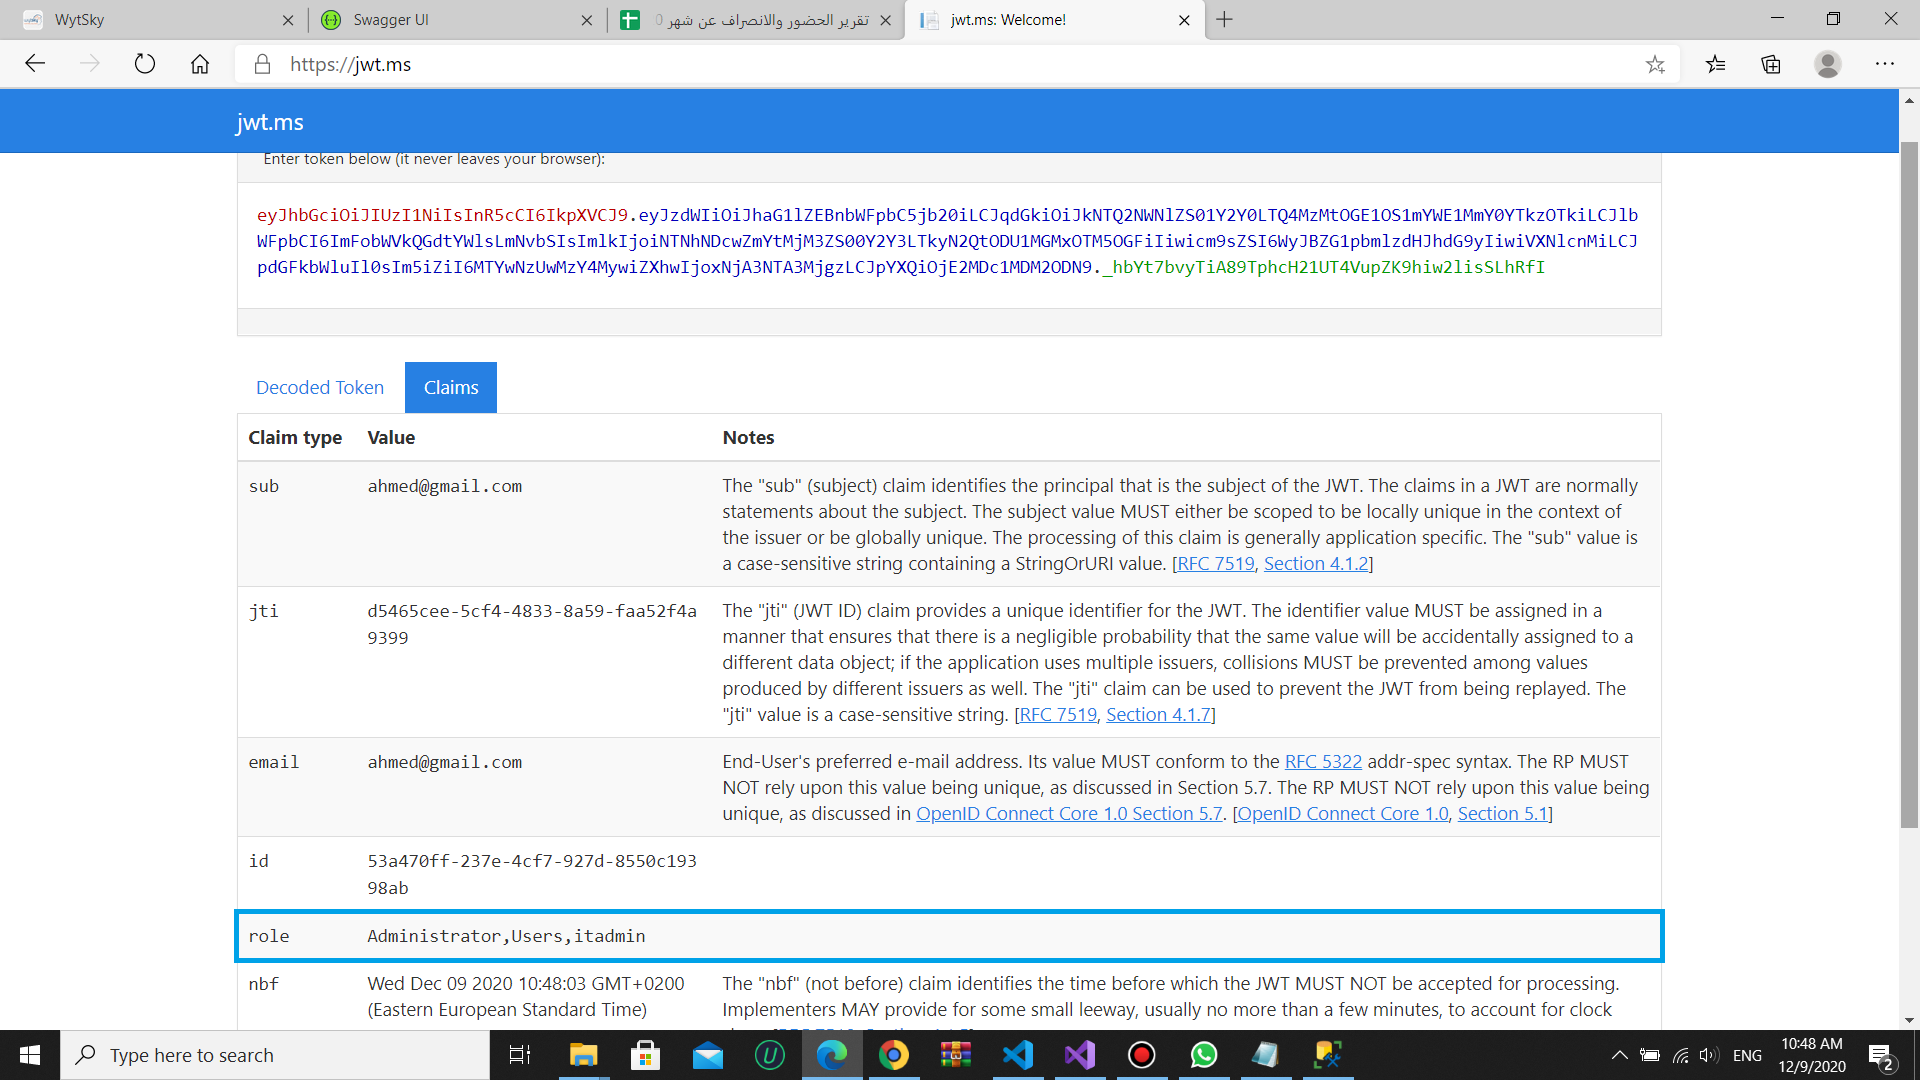 WytSky
Swagger UI
تقرير الحضور والانصراف عن شهر 0
jwt.ms: Welcome!
https://jwt.ms
jwt.ms
Enter token below (it never leaves your browser):
eyJhbGciOiJIUzI1NiIsInR5cCI6IkpXVCJ9.eyJzdWIiOiJhaG1lZEBnbWFpbC5jb20iLCJqdGkiOiJkNTQ2NWNlZS01Y2Y0LTQ4MzMtOGE1OS1mYWE1MmY0YTkzOTkiLCJlb
WFpbCI6ImFobWVkQGdtYWlsLmNvbSIsImlkIjoiNTNhNDcwZmYtMjM3ZS00Y2Y3LTkyN2QtODU1MGMxOTM5OGFiIiwicm9sZSI6WyJBZG1pbmlzdHJhdG9yIiwiVXNlcnMiLCJ
pdGFkbWluIl0sIm5iZiI6MTYwNzUwMzY4MywiZXhwIjoxNjA3NTA3MjgzLCJpYXQiOjE2MDc1MDM2ODN9._hbYt7bvyTiA89TphcH21UT4VupZK9hiw2lisSLhRfI
Decoded Token
Claims
Claim type Value Notes
sub ahmed@gmail.com The "sub" (subject) claim identifies the principal that is the subject of the JWT. The claims in a JWT are normally
statements about the subject. The subject value MUST either be scoped to be locally unique in the context of
the issuer or be globally unique. The processing of this claim is generally application specific. The "sub" value is
a case-sensitive string containing a StringOrURI value. [RFC 7519, Section 4.1.2]
jti d5465cee-5cf4-4833-8a59-faa52f4a The "jti" (JWT ID) claim provides a unique identifier for the JWT. The identifier value MUST be assigned in a
9399 manner that ensures that there is a negligible probability that the same value will be accidentally assigned to a
different data object; if the application uses multiple issuers, collisions MUST be prevented among values
produced by different issuers as well. The "jti" claim can be used to prevent the JWT from being replayed. The
"jti" value is a case-sensitive string. [RFC 7519, Section 4.1.7]
email ahmed@gmail.com End-User's preferred e-mail address. Its value MUST conform to the RFC 5322 addr-spec syntax. The RP MUST
NOT rely upon this value being unique, as discussed in Section 5.7. The RP MUST NOT rely upon this value being
unique, as discussed in OpenID Connect Core 1.0 Section 5.7. [OpenID Connect Core 1.0, Section 5.1]
id 53a470ff-237e-4cf7-927d-8550c193
98ab
role Administrator,Users,itadmin
nbf Wed Dec 09 2020 10:48:03 GMT+0200 The "nbf" (not before) claim identifies the time before which the JWT MUST NOT be accepted for processing.
(Eastern European Standard Time) Implementers MAY provide for some small leeway, usually no more than a few minutes, to account for clock
Type here to search
ENG
10:48 AM
12/9/2020
2